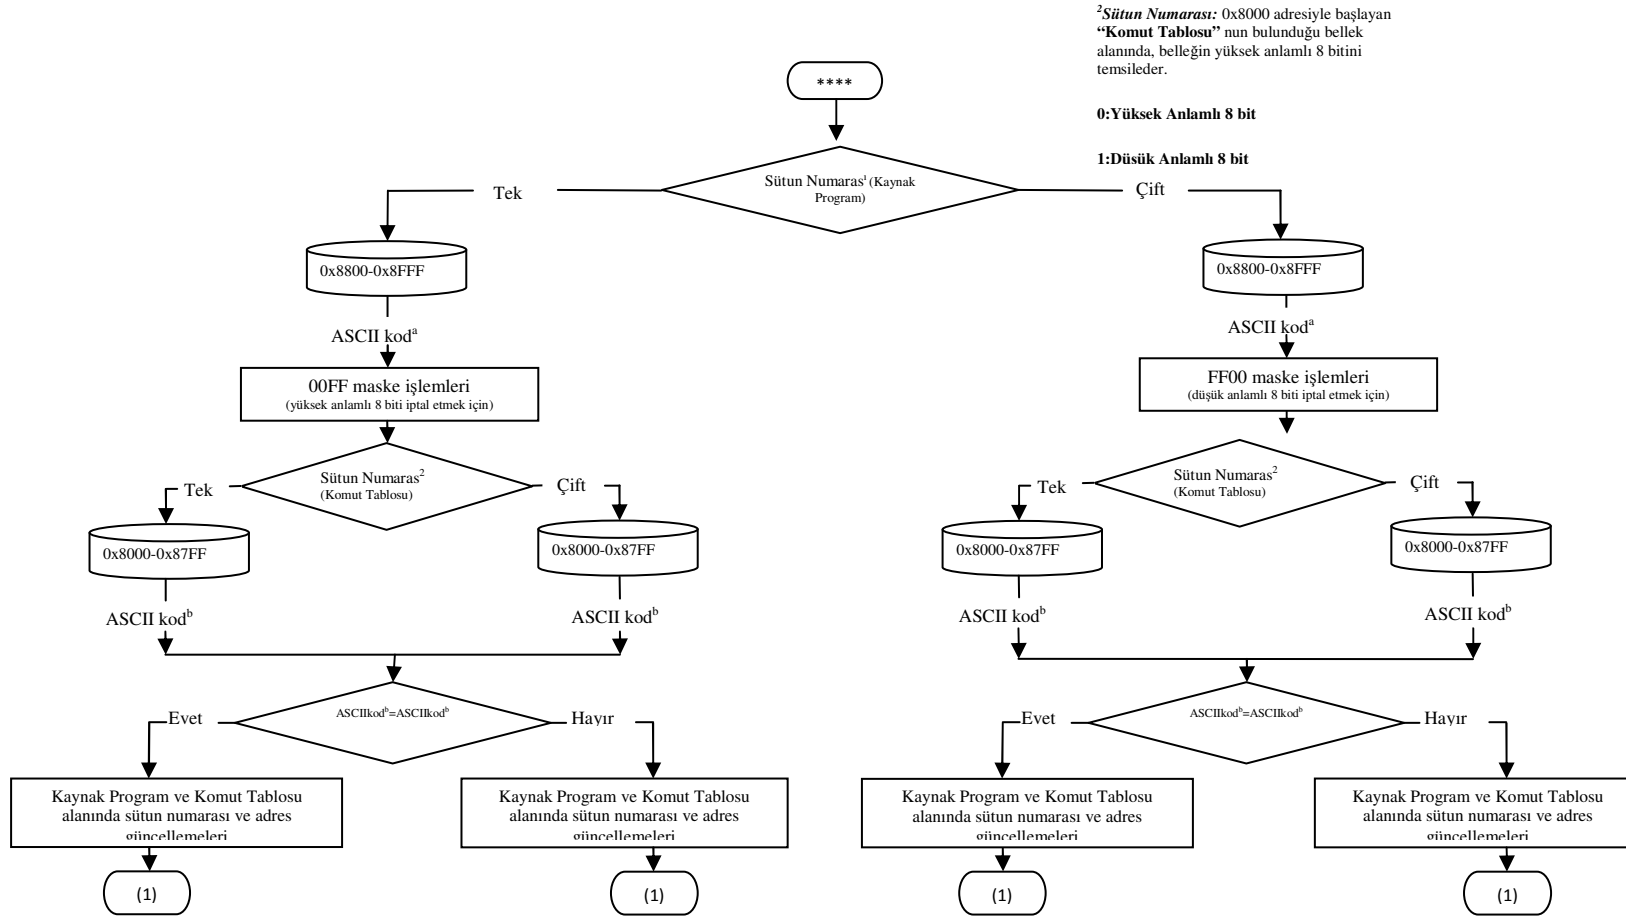 ²Sütun Numarası: 0x8000 adresiyle başlayan
“Komut Tablosu” nun bulunduğu bellek
alanında, belleğin yüksek anlamlı 8 bitini
temsileder.
0:Yüksek Anlamlı 8 bit
1:Düsük Anlamlı 8 bit
****
Sütun Numaras¹ (Kaynak
Program)
Tek
Çift
0x8800-0x8FFF
0x8800-0x8FFF
ASCII kodᵃ
ASCII kodᵃ
00FF maske işlemleri
(yüksek anlamlı 8 biti iptal etmek için)
FF00 maske işlemleri
(düşük anlamlı 8 biti iptal etmek için)
Sütun Numaras²
(Komut Tablosu)
Sütun Numaras²
(Komut Tablosu)
Tek
Çift
Tek
Çift
0x8000-0x87FF
0x8000-0x87FF
0x8000-0x87FF
0x8000-0x87FF
ASCII kodᵇ
ASCII kodᵇ
ASCII kodᵇ
ASCII kodᵇ
ASCIIkodᵇ=ASCIIkodᵇ
ASCIIkodᵇ=ASCIIkodᵇ
Evet
Hayır
Evet
Hayır
Kaynak Program ve Komut Tablosu
alanında sütun numarası ve adres
güncellemeleri
Kaynak Program ve Komut Tablosu
alanında sütun numarası ve adres
güncellemeleri
Kaynak Program ve Komut Tablosu
alanında sütun numarası ve adres
güncellemeleri
Kaynak Program ve Komut Tablosu
alanında sütun numarası ve adres
güncellemeleri
(1)
(1)
(1)
(1)